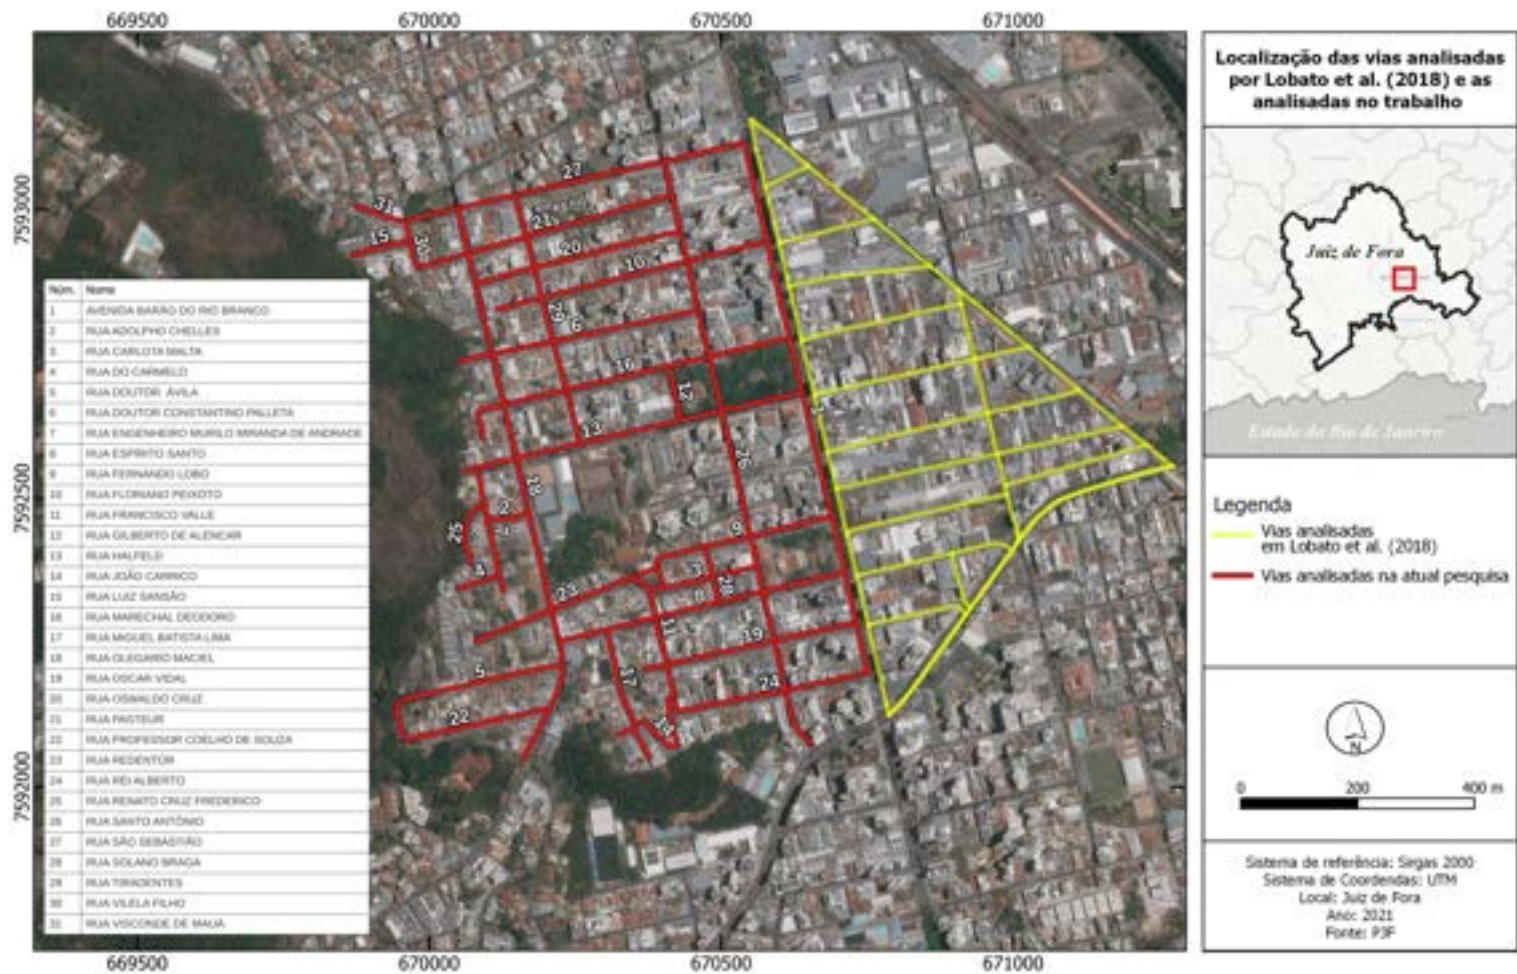 669500 670000 670500 671000
7593000
7592500
7592000
31
15
30
27
21
20
10
29
6
16
12
13
26
1
18
2
7
25
4
9
3
28
8
23
11
19
17
5
22
24
14
Núm. Nome
1 AVENIDA BARÃO DO RIO BRANCO
2 RUA ADOLPHO CHELLES
3 RUA CARLOTA MALTA
4 RUA DO CARMELO
5 RUA DOUTOR ÁVILA
6 RUA DOUTOR CONSTANTINO PALLETA
7 RUA ENGENHEIRO MURILO MIRANDA DE ANDRADE
8 RUA ESPIRITO SANTO
9 RUA FERNANDO LOBO
10 RUA FLORIANO PEIXOTO
11 RUA FRANCISCO VALLE
12 RUA GILBERTO DE ALENCAR
13 RUA HALFELD
14 RUA JOÃO CARRICO
15 RUA LUIZ SANSÃO
16 RUA MARECHAL DEODORO
17 RUA MIGUEL BATISTA LIMA
18 RUA OLEGARIO MACIEL
19 RUA OSCAR VIDAL
20 RUA OSWALDO CRUZ
21 RUA PASTEUR
22 RUA PROFESSOR COELHO DE SOUZA
23 RUA REDENTOR
24 RUA REI ALBERTO
25 RUA RENATO CRUZ FREDERICO
26 RUA SANTO ANTÔNIO
27 RUA SÃO SEBASTIÃO
28 RUA SOLANO BRAGA
29 RUA TIRADENTES
30 RUA VILELA FILHO
31 RUA VISCONDE DE MAUÁ
669500 670000 670500 671000
Localização das vias analisadas
por Lobato et al. (2018) e as
analisadas no trabalho
Juiz de Fora
Estado do Rio de Janeiro
Legenda
Vias analisadas
em Lobato et al. (2018)
Vias analisadas na atual pesquisa
N
0 200 400 m
Sistema de referência: Sirgas 2000
Sistema de Coordendas: UTM
Local: Juiz de Fora
Ano: 2021
Fonte: PJF